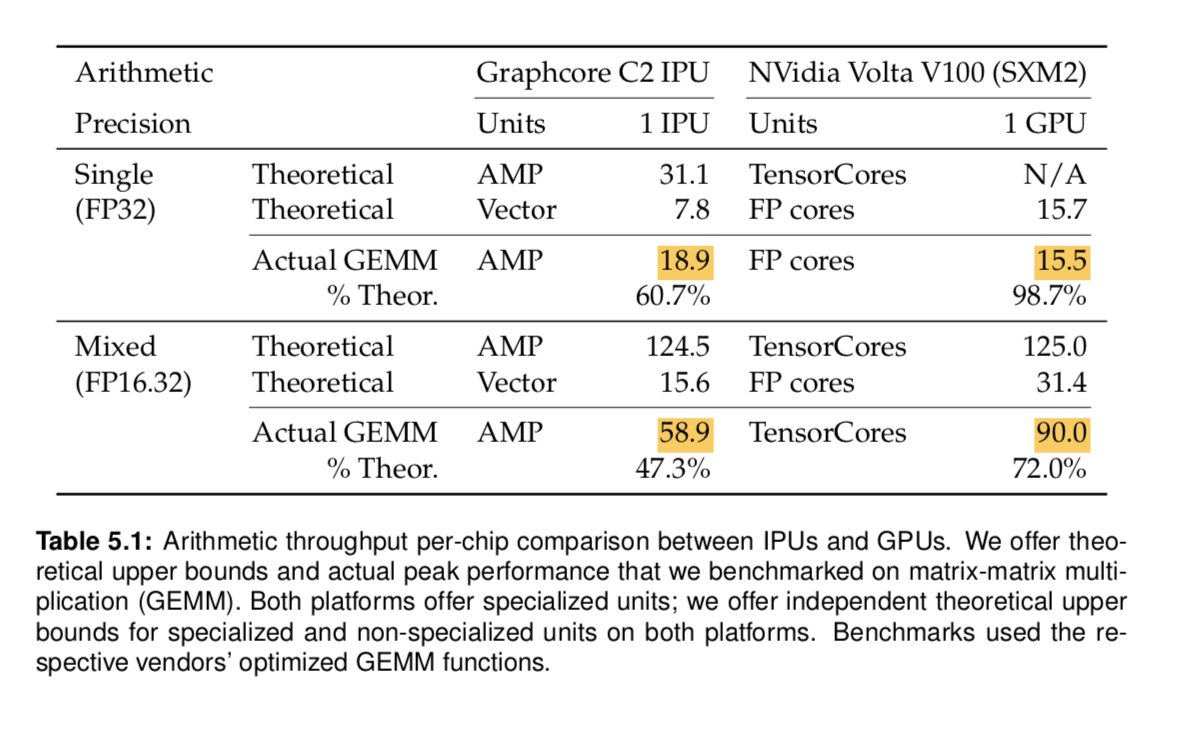 Arithmetic Graphcore C2 IPU NVidia Volta V100 (SXM2)
Precision Units 1 IPU Units 1 GPU
Single Theoretical AMP 31.1 TensorCores N/A
(FP32) Theoretical Vector 7.8 FP cores 15.7
Actual GEMM AMP 18.9 FP cores 15.5
% Theor. 60.7% 98.7%
Mixed Theoretical AMP 124.5 TensorCores 125.0
(FP16.32) Theoretical Vector 15.6 FP cores 31.4
Actual GEMM AMP 58.9 TensorCores 90.0
% Theor. 47.3% 72.0%
Table 5.1: Arithmetic throughput per-chip comparison between IPUs and GPUs. We offer theo-
retical upper bounds and actual peak performance that we benchmarked on matrix-matrix multi-
plication (GEMM). Both platforms offer specialized units; we offer independent theoretical upper
bounds for specialized and non-specialized units on both platforms. Benchmarks used the re-
spective vendors' optimized GEMM functions.